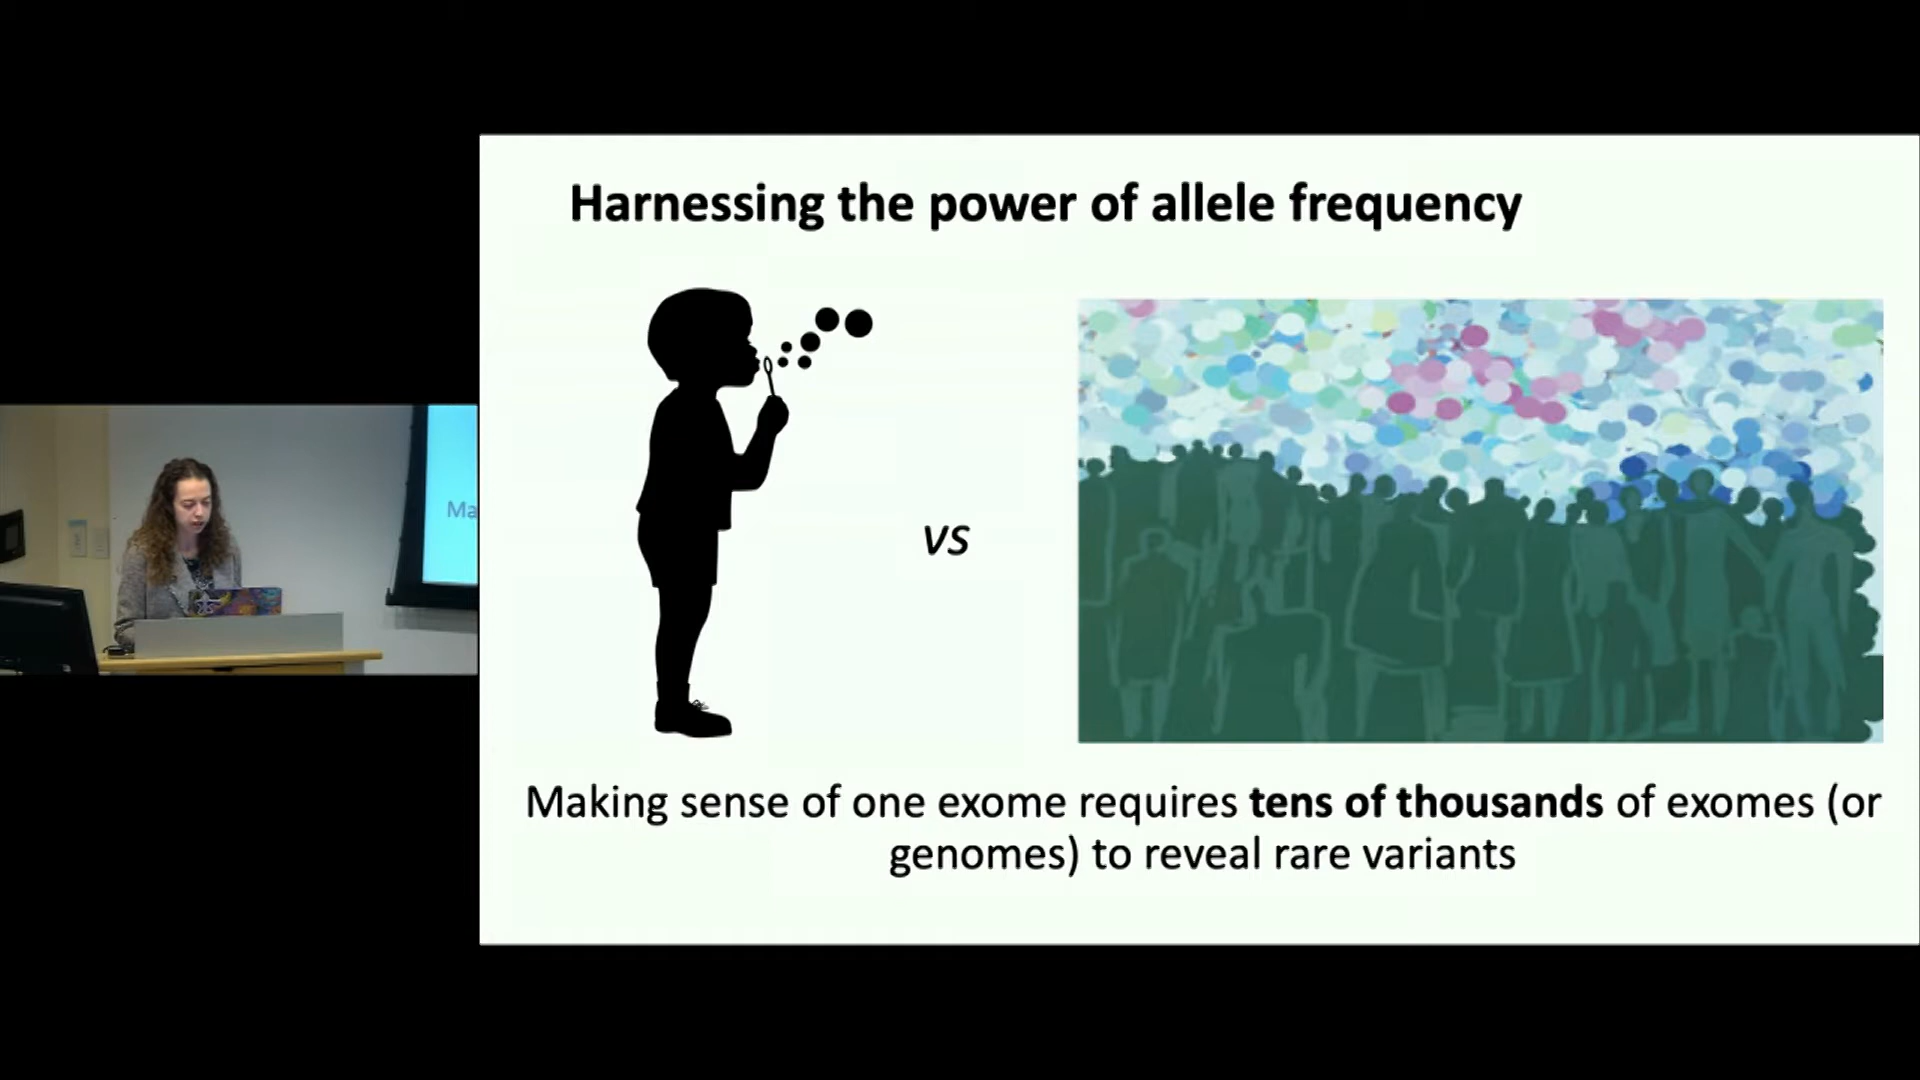 Harnessing the power of allele frequency
vs
Making sense of one exome requires tens of thousands of exomes (or
genomes) to reveal rare variants
Ma